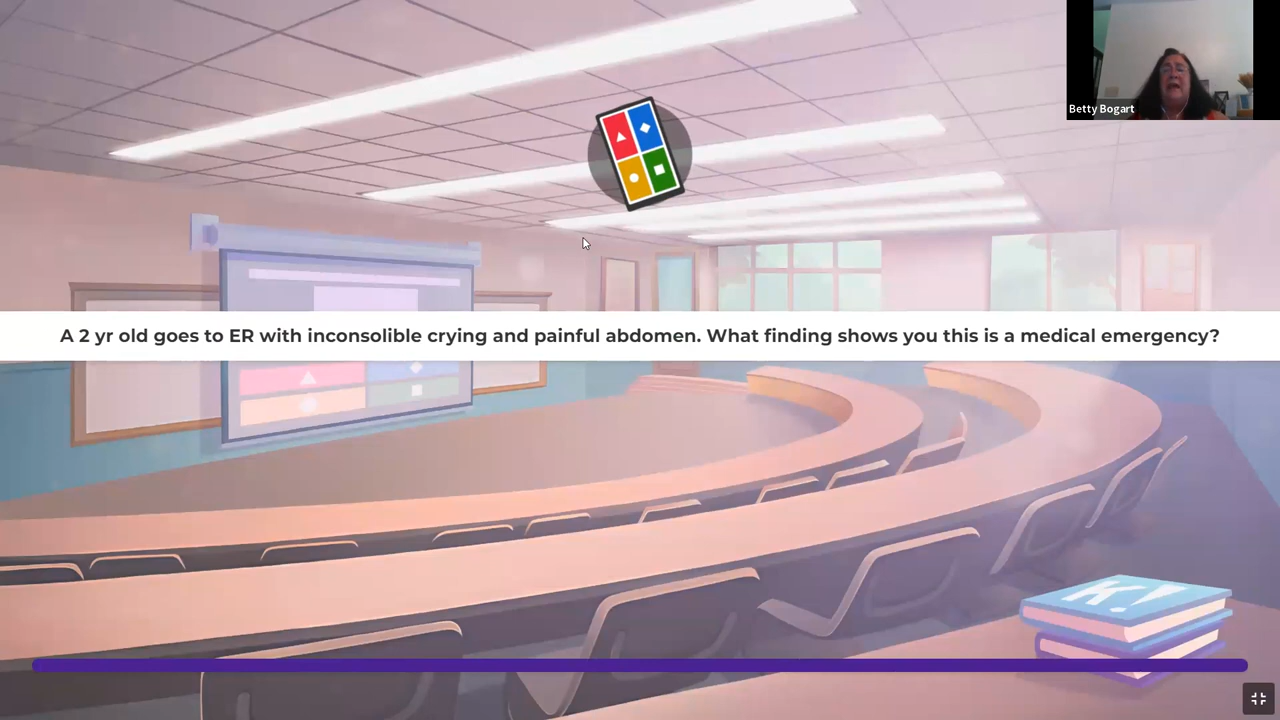 Betty Bogart
A 2 yr old goes to ER with inconsolible crying and painful abdomen. What finding shows you this is a medical emergency?
K!